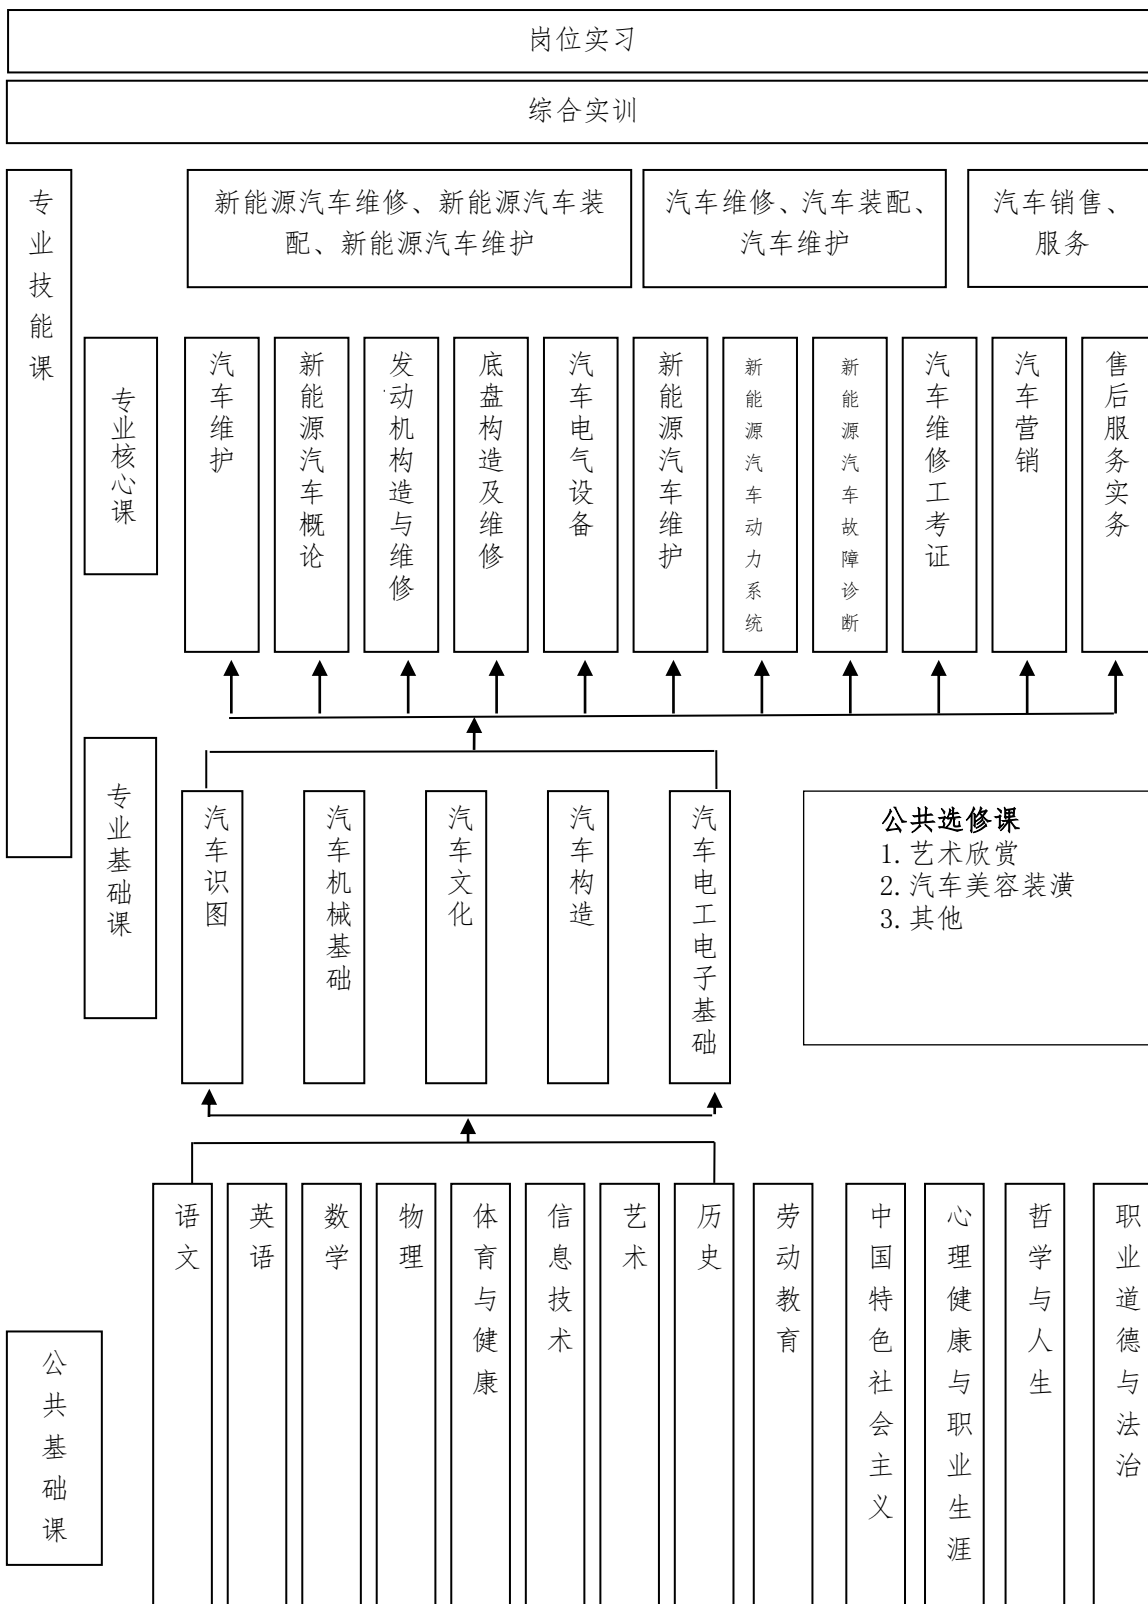 岗位实习
综合实训
专业技能课
新能源汽车维修、新能源汽车装
配、新能源汽车维护
汽车维修、汽车装配、
汽车维护
汽车销售、
服务
专业核心课
汽车维护
新能源汽车概论
发动机构造与维修
底盘构造及维修
汽车电气设备
新能源汽车维护
新能源汽车动力系统
新能源汽车故障诊断
汽车维修工考证
汽车营销
售后服务实务
专业基础课
汽车识图
汽车机械基础
汽车文化
汽车构造
汽车电工电子基础
公共选修课
1.艺术欣赏
2.汽车美容装潢
3.其他
公共基础课
语文
英语
数学
物理
体育与健康
信息技术
艺术
历史
劳动教育
中国特色社会主义
心理健康与职业生涯
哲学与人生
职业道德与法治